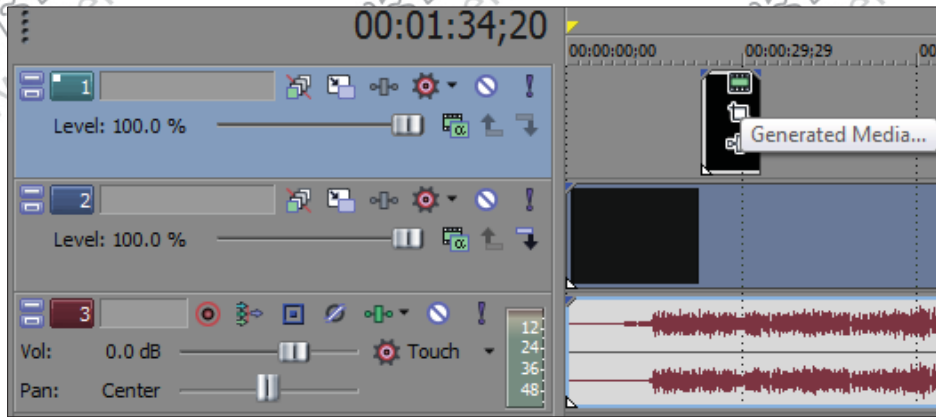 00:01:34;20
00:00:00;00
00:00:29;29
00
1
Level: 100.0 %
Generated Media...
2
Level: 100.0 %
3
12
24
36
48
Vol: 0.0 dB
Touch
Pan: Center